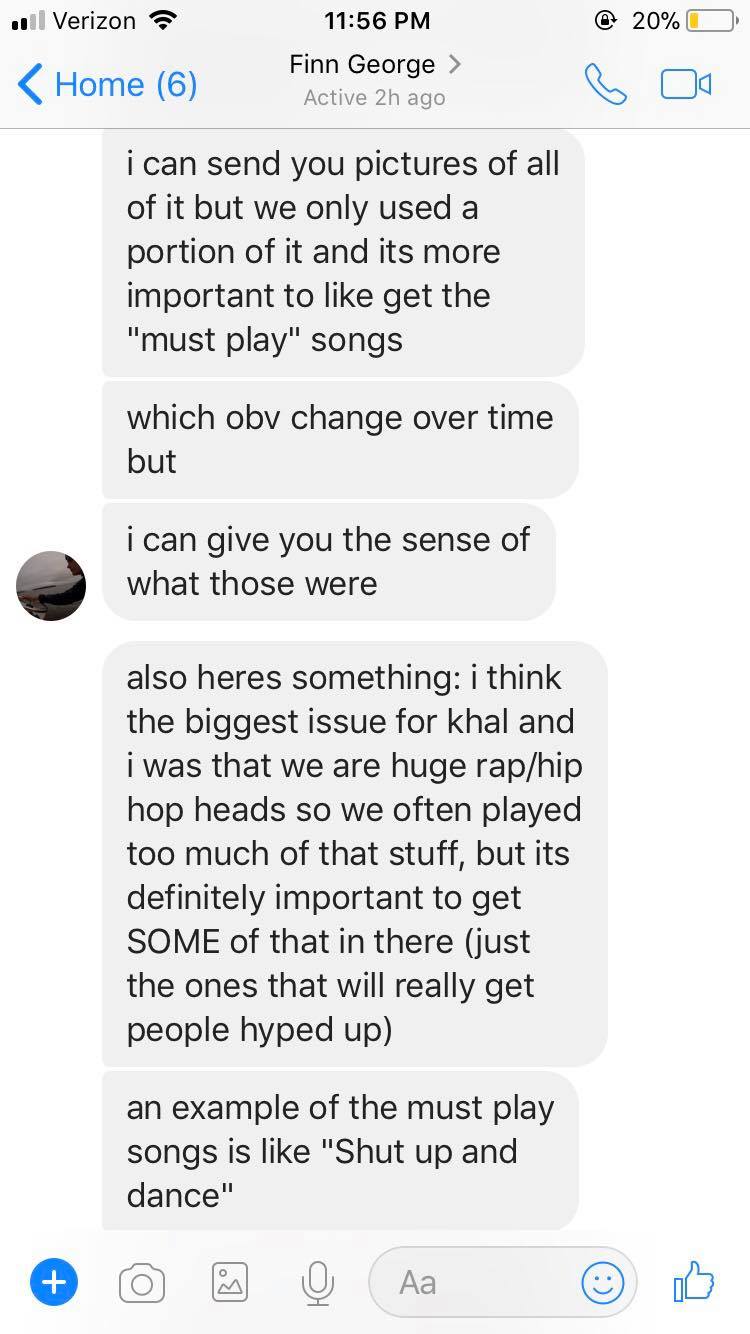 Verizon 11:56 PM 20%
Home (6) Finn George
Active 2h ago
i can send you pictures of all
of it but we only used a
portion of it and its more
important to like get the
"must play" songs
which obv change over time
but
i can give you the sense of
what those were
also heres something: i think
the biggest issue for khal and
i was that we are huge rap/hip
hop heads so we often played
too much of that stuff, but its
definitely important to get
SOME of that in there (just
the ones that will really get
people hyped up)
an example of the must play
songs is like "Shut up and
dance"
Aa